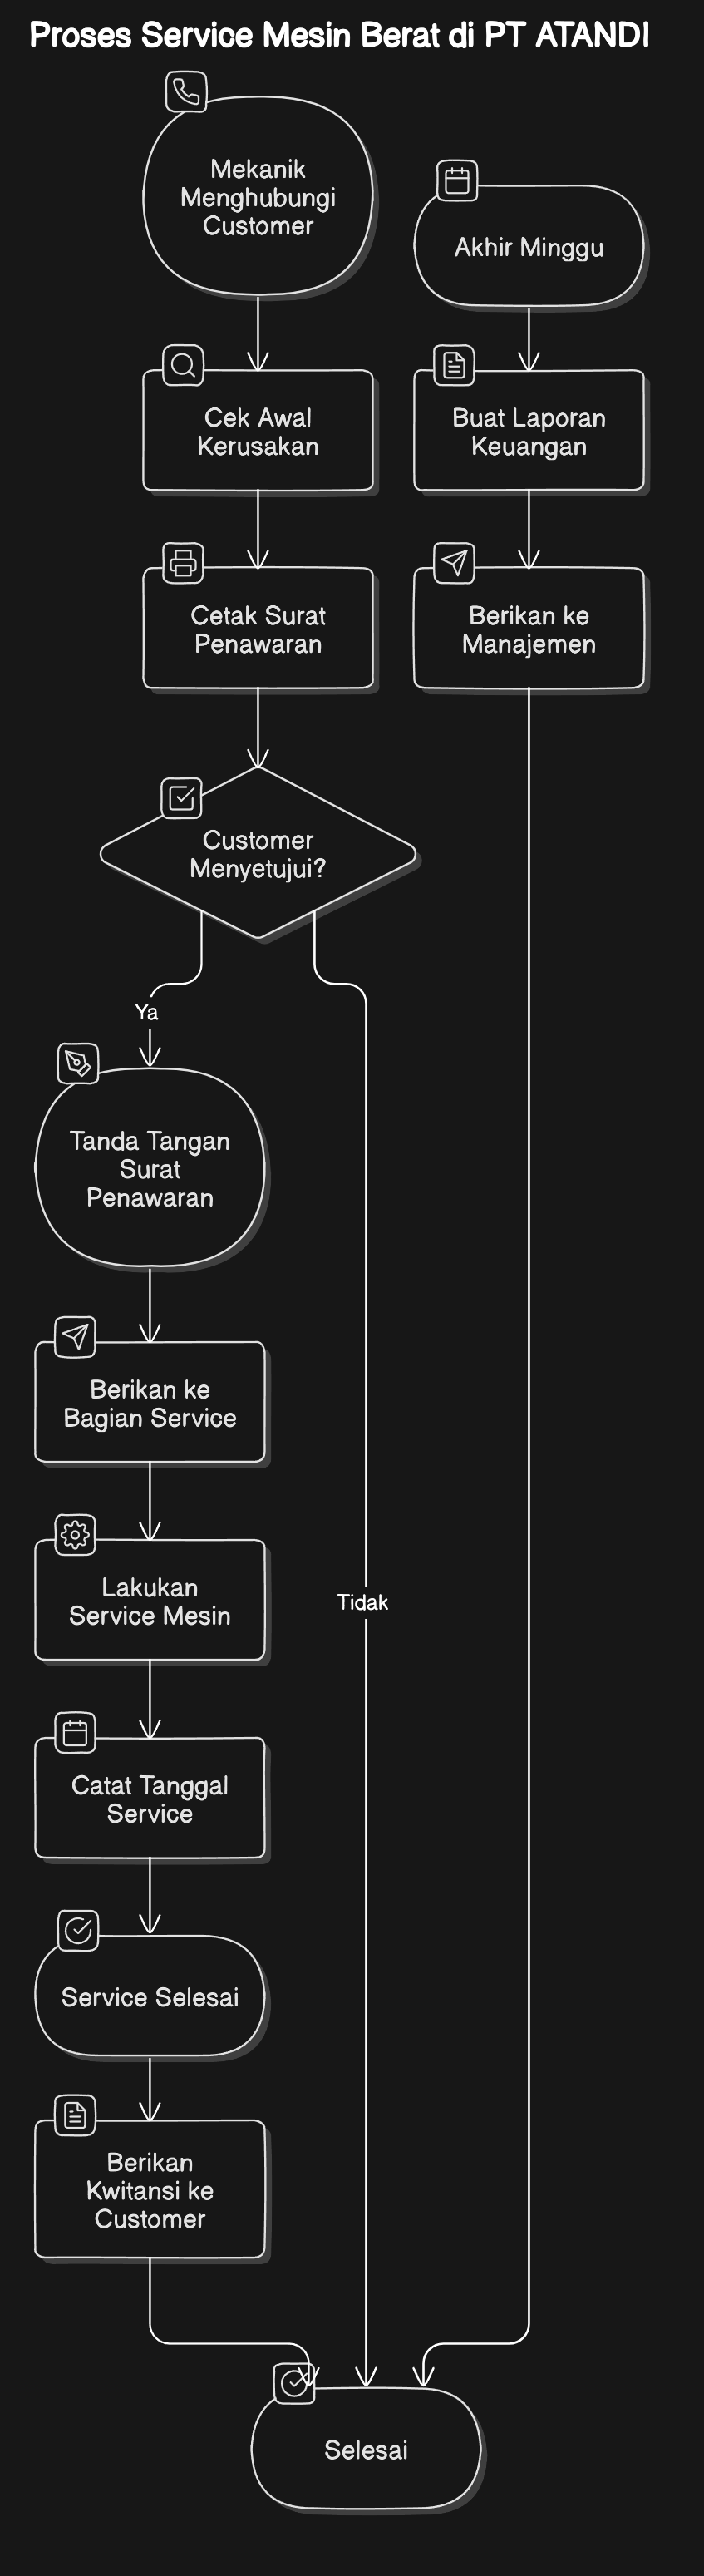 Proses Service Mesin Berat di PT ATANDI
Mekanik
Menghubungi
Customer
Akhir Minggu
Cek Awal
Kerusakan
Buat Laporan
Keuangan
Cetak Surat
Penawaran
Berikan ke
Manajemen
Customer
Menyetujui?
Ya
Tanda Tangan
Surat
Penawaran
Berikan ke
Bagian Service
Lakukan
Service Mesin
Tidak
Catat Tanggal
Service
Service Selesai
Berikan
Kwitansi ke
Customer
Selesai